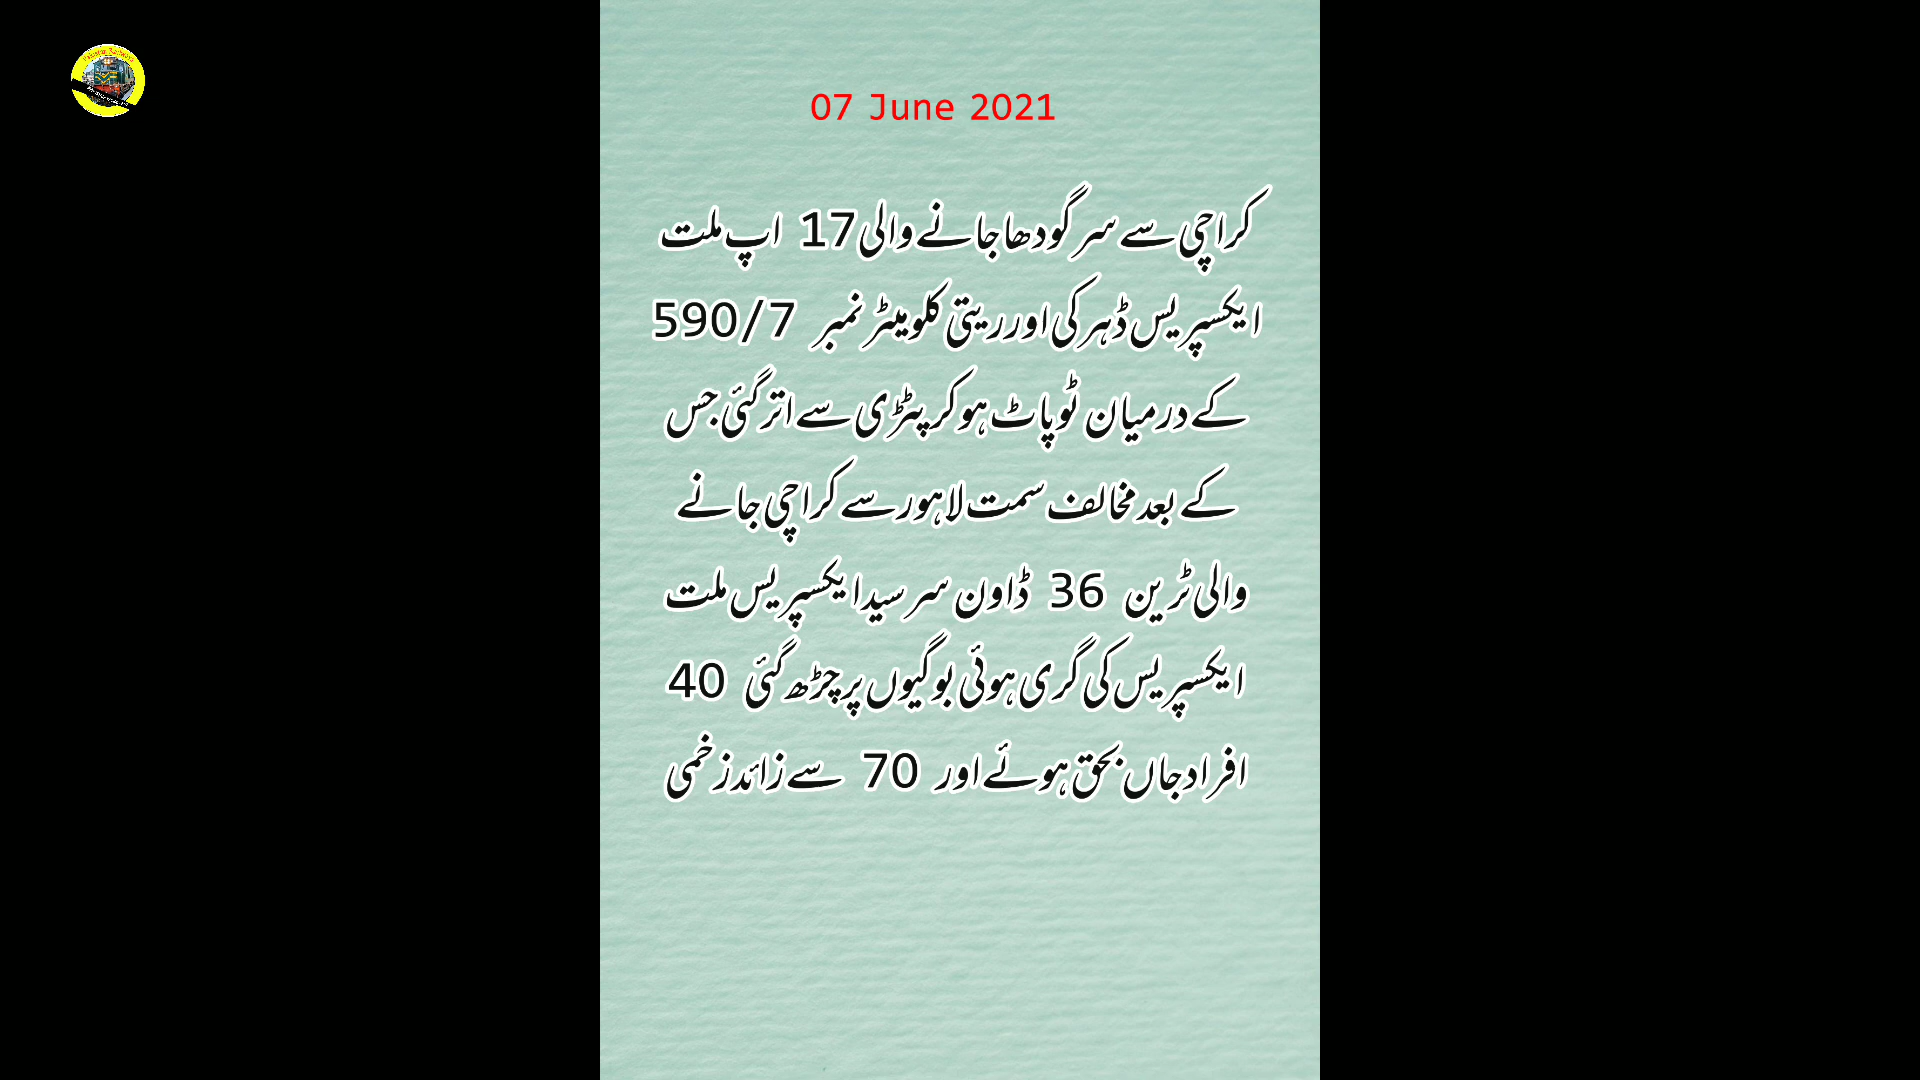 07 June 2021
کراچی سے سرگودھا جانے والی 17 اپ ملت
ایکسپریس ڈہرکی اور ریتی کلومیٹر نمبر 590/7
کے درمیان ٹو پاٹ ہو کر پٹڑی سے اتر گئی جس
کے بعد مخالف سمت لاہور سے کراچی جانے
والی ٹرین 36 ڈاون سرسید ایکسپریس ملت
ایکسپریس کی گری ہوئی بوگیوں پر چڑھ گئی 40
افراد جاں بحق ہوئے اور 70 سے زائد زخمی